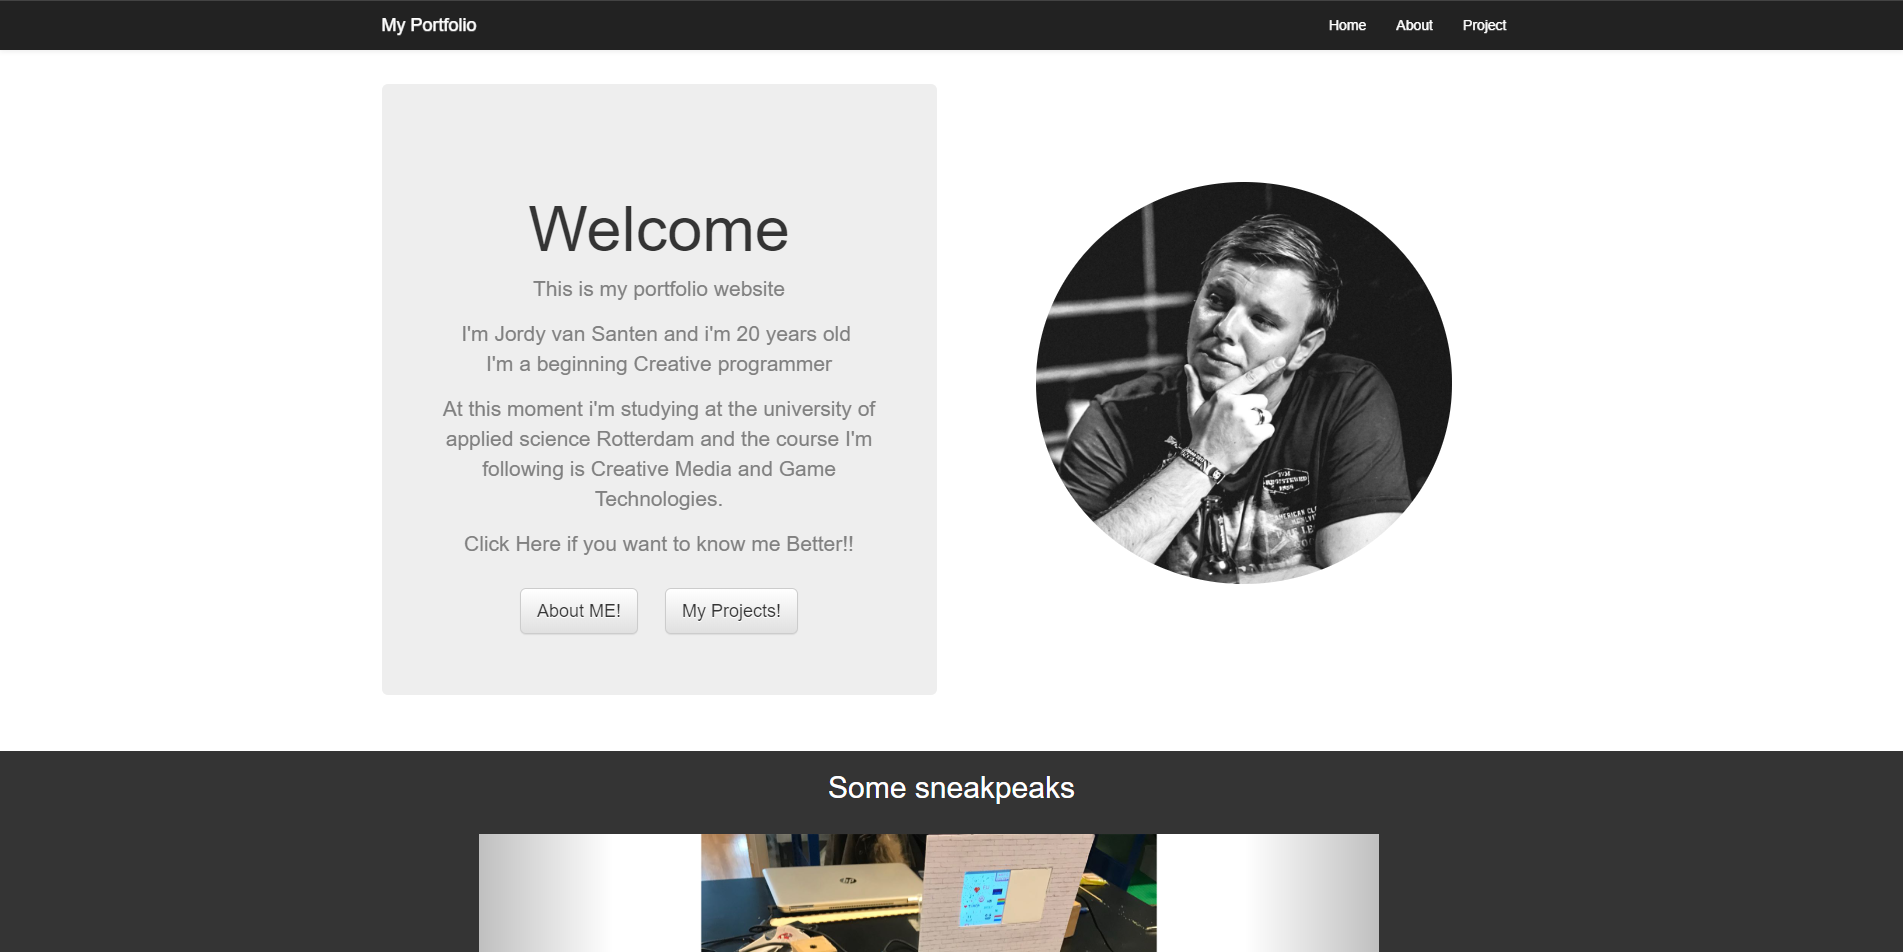 My Portfolio
Home About Project
Welcome
This is my portfolio website
I'm Jordy van Santen and i'm 20 years old
I'm a beginning Creative programmer
At this moment i'm studying at the university of
applied science Rotterdam and the course I'm
following is Creative Media and Game
Technologies.
Click Here if you want to know me Better!!
About ME! My Projects!
REGISTERED
AMERICAN
Some sneakpeaks
hp